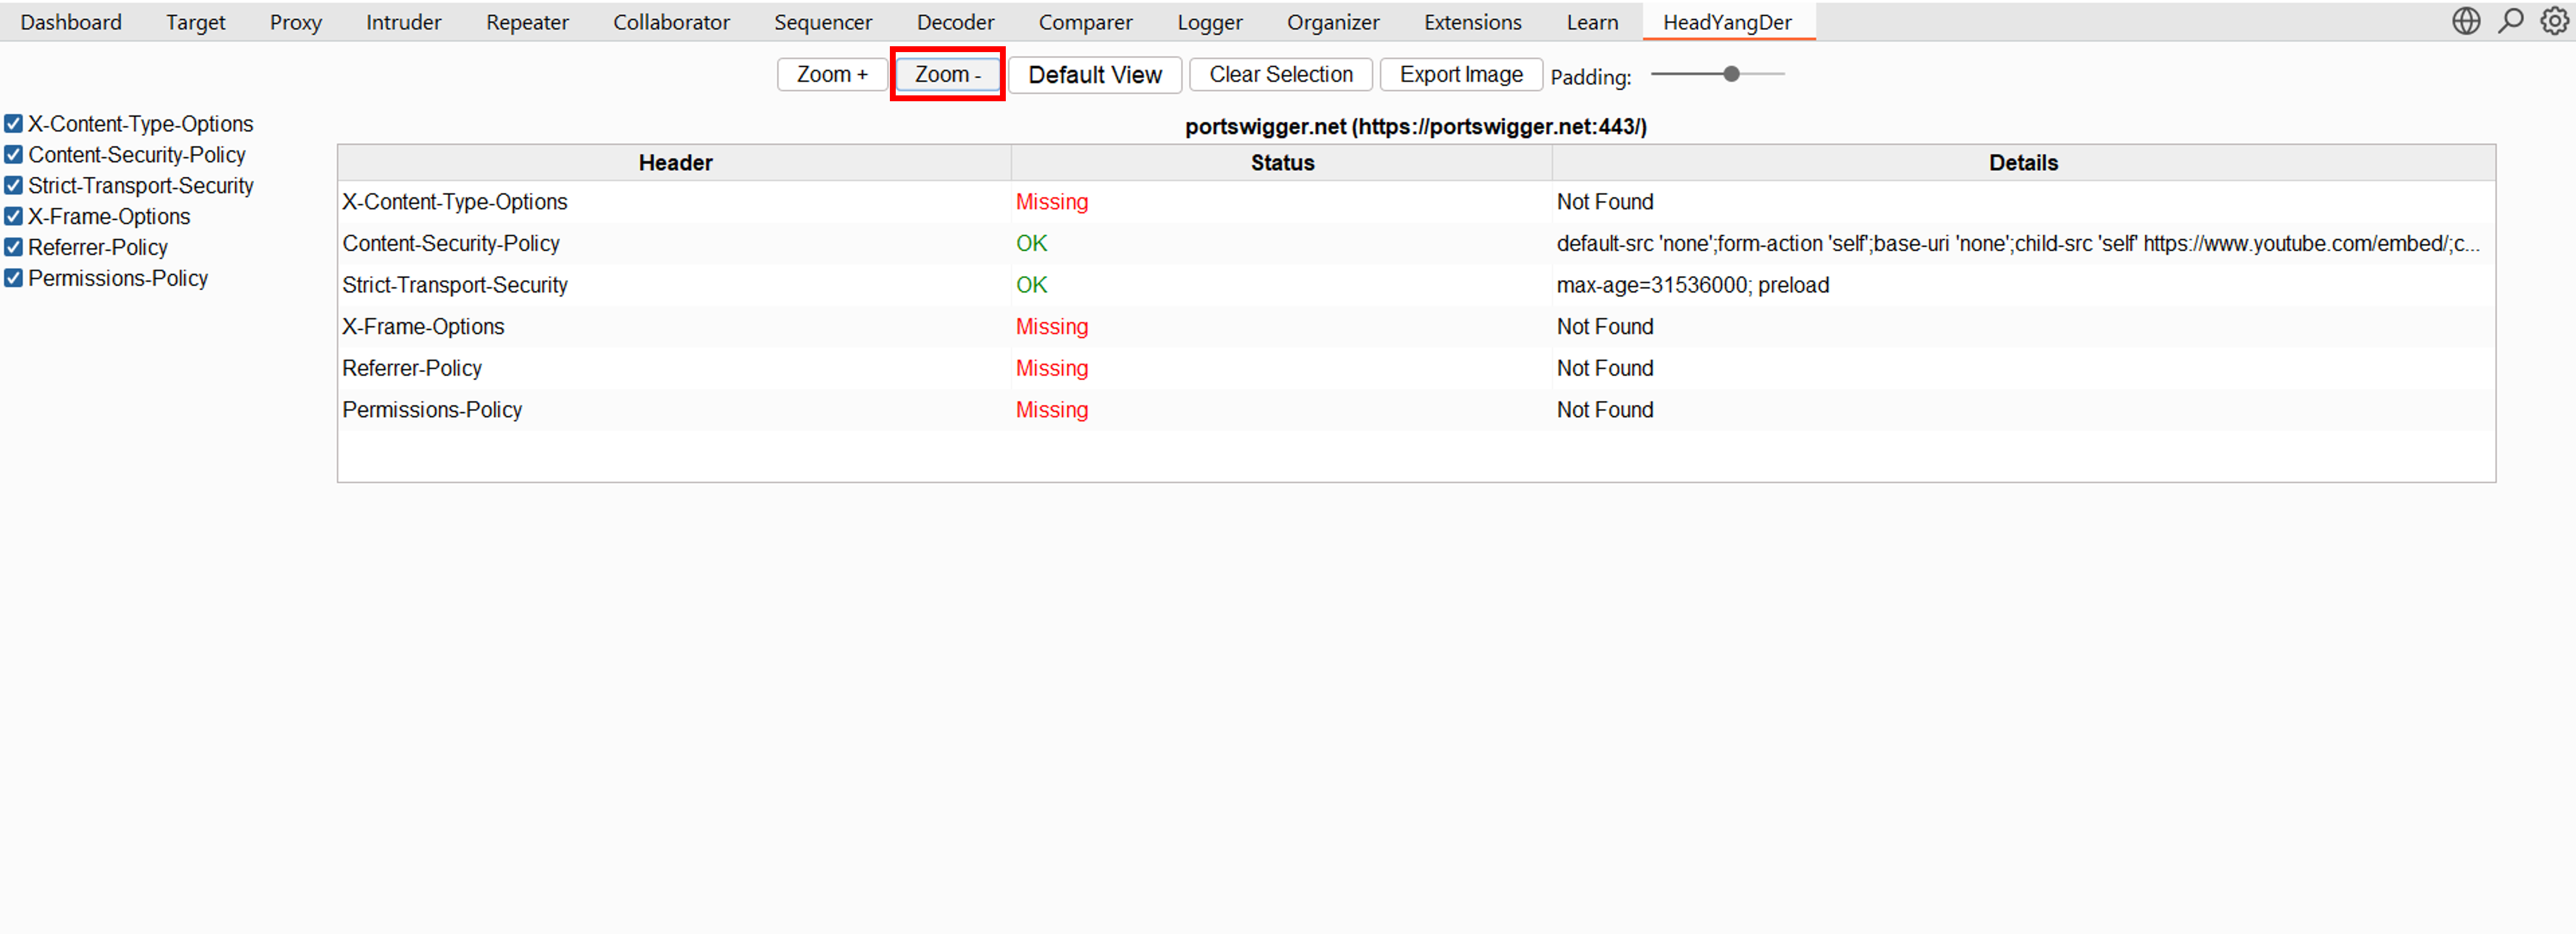 Dashboard Target Proxy Intruder Repeater Collaborator Sequencer Decoder Comparer Logger Organizer Extensions Learn HeadYangDer
Zoom + Zoom - Default View Clear Selection Export Image Padding:
X-Content-Type-Options
Content-Security-Policy
Strict-Transport-Security
X-Frame-Options
Referrer-Policy
Permissions-Policy
portswigger.net (https://portswigger.net:443/)
Header Status Details
X-Content-Type-Options Missing Not Found
Content-Security-Policy OK default-src 'none';form-action 'self';base-uri 'none';child-src 'self' https://www.youtube.com/embed/;c...
Strict-Transport-Security OK max-age=31536000; preload
X-Frame-Options Missing Not Found
Referrer-Policy Missing Not Found
Permissions-Policy Missing Not Found